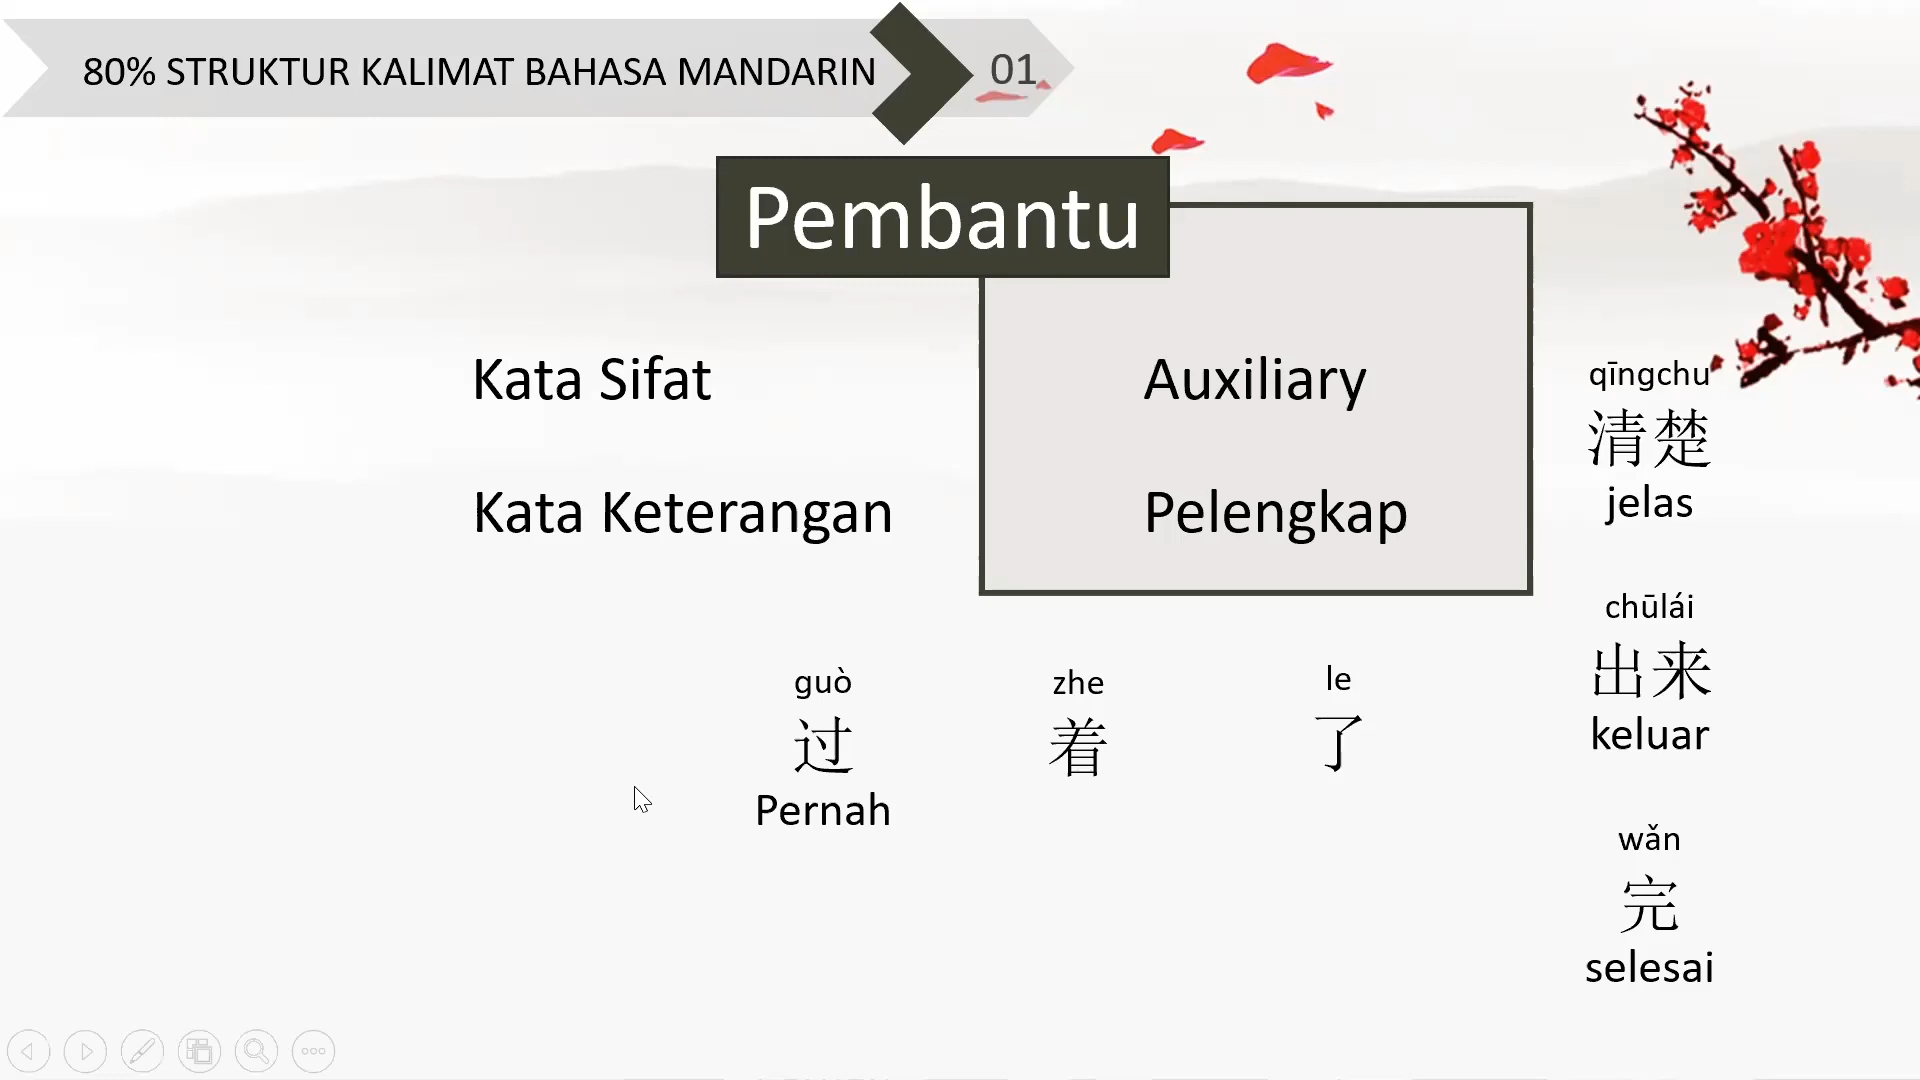 80% STRUKTUR KALIMAT BAHASA MANDARIN
01
Pembantu
Kata Sifat
Auxiliary
Kata Keterangan
Pelengkap
qīngchu
清楚
jelas
chūlái
出来
keluar
guò
过
Pernah
zhe
着
le
了
wǎn
完
selesai